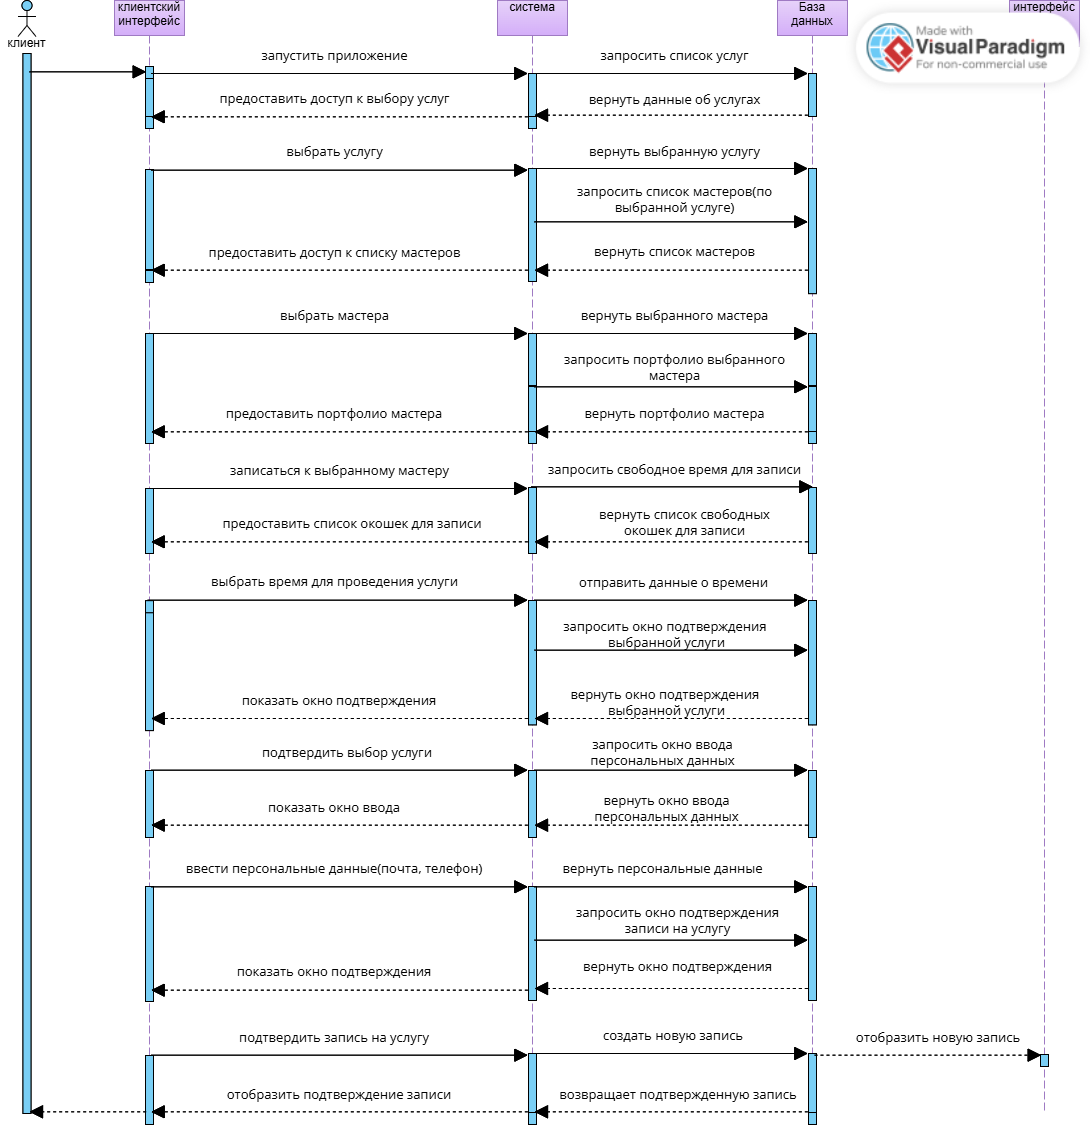 клиентский
интерфейс
система
База
данных
интерфейс
клиент
Made with
Visual Paradigm
For non-commercial use
запустить приложение
запросить список услуг
предоставить доступ к выбору услуг
вернуть данные об услугах
выбрать услугу
вернуть выбранную услугу
запросить список мастеров(по
выбранной услуге)
предоставить доступ к списку мастеров
вернуть список мастеров
выбрать мастера
вернуть выбранного мастера
запросить портфолио выбранного
мастера
предоставить портфолио мастера
вернуть портфолио мастера
записаться к выбранному мастеру
запросить свободное время для записи
предоставить список окошек для записи
вернуть список свободных
окошек для записи
выбрать время для проведения услуги
отправить данные о времени
запросить окно подтверждения
выбранной услуги
показать окно подтверждения
вернуть окно подтверждения
выбранной услуги
подтвердить выбор услуги
запросить окно ввода
персональных данных
показать окно ввода
вернуть окно ввода
персональных данных
ввести персональные данные(почта, телефон)
вернуть персональные данные
запросить окно подтверждения
записи на услугу
показать окно подтверждения
вернуть окно подтверждения
подтвердить запись на услугу
создать новую запись
отобразить новую запись
отобразить подтверждение записи
возвращает подтвержденную запись